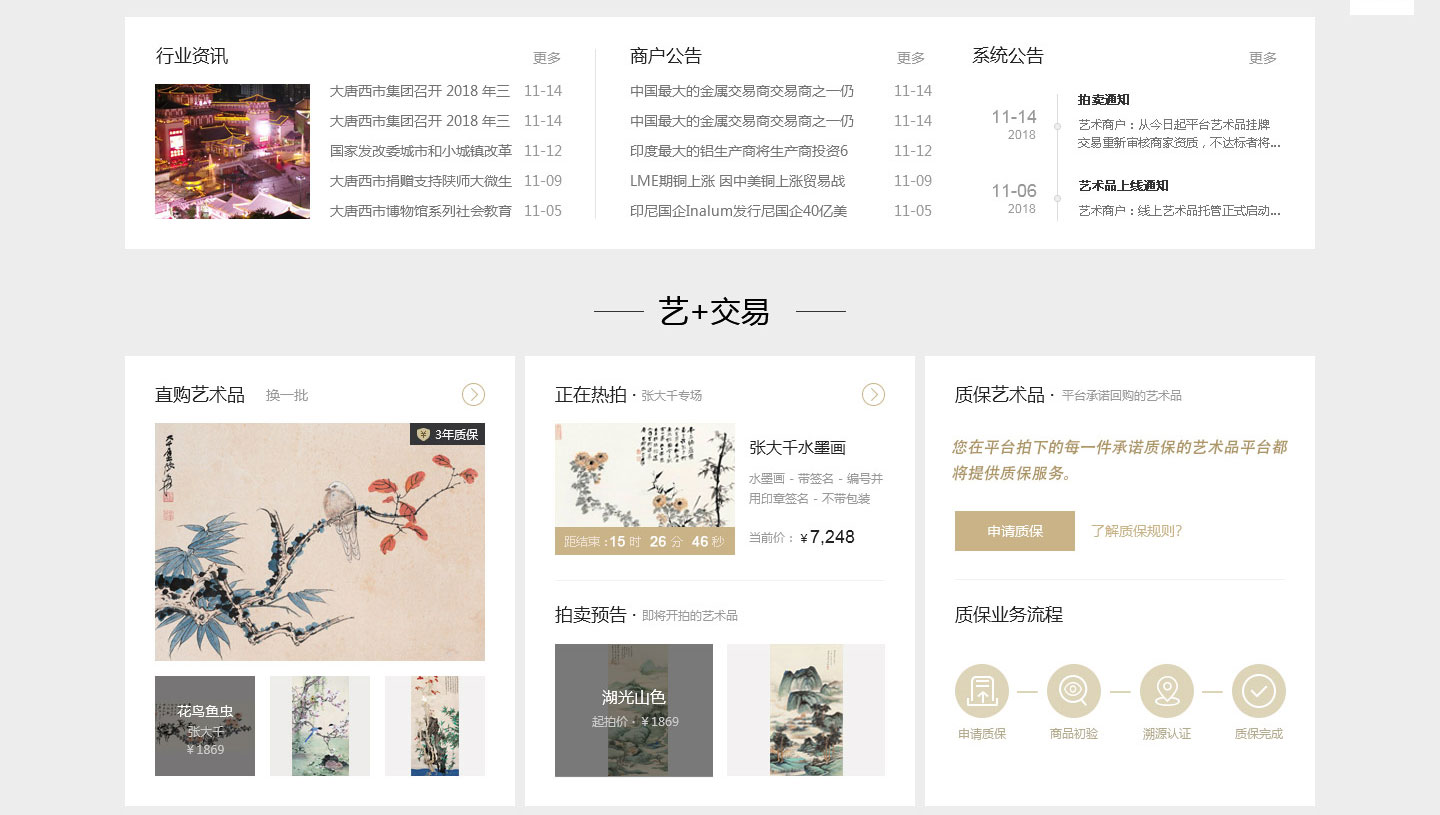 行业资讯 更多
大唐西市集团召开 2018 年三 11-14
大唐西市集团召开 2018 年三 11-14
国家发改委城市和小城镇改革 11-12
大唐西市捐赠支持陕师大微生 11-09
大唐西市博物馆系列社会教育 11-05
商户公告 更多
中国最大的金属交易商交易商之一仍 11-14
中国最大的金属交易商交易商之一仍 11-14
印度最大的铝生产商将生产商投资6 11-12
LME期铜上涨 因中美铜上涨贸易战 11-09
印尼国企Inalum发行尼国企40亿美 11-05
系统公告 更多
11-14
2018
拍卖通知
艺术商户：从今日起平台艺术品挂牌
交易重新审核商家资质，不达标者将...
11-06
2018
艺术品上线通知
艺术商户：线上艺术品托管正式启动...
艺+交易
直购艺术品 换一批
¥ 3年质保
花鸟鱼虫
张大千
¥1869
正在热拍 · 张大千专场
距结束 :15 时 26 分 46 秒
张大千水墨画
水墨画 - 带签名 - 编号并
用印章签名 - 不带包装
当前价： ¥7,248
拍卖预告 · 即将开拍的艺术品
湖光山色
起拍价 · ¥1869
质保艺术品 · 平台承诺回购的艺术品
您在平台拍下的每一件承诺质保的艺术品平台都
将提供质保服务。
申请质保 了解质保规则?
质保业务流程
申请质保 商品初验 溯源认证 质保完成